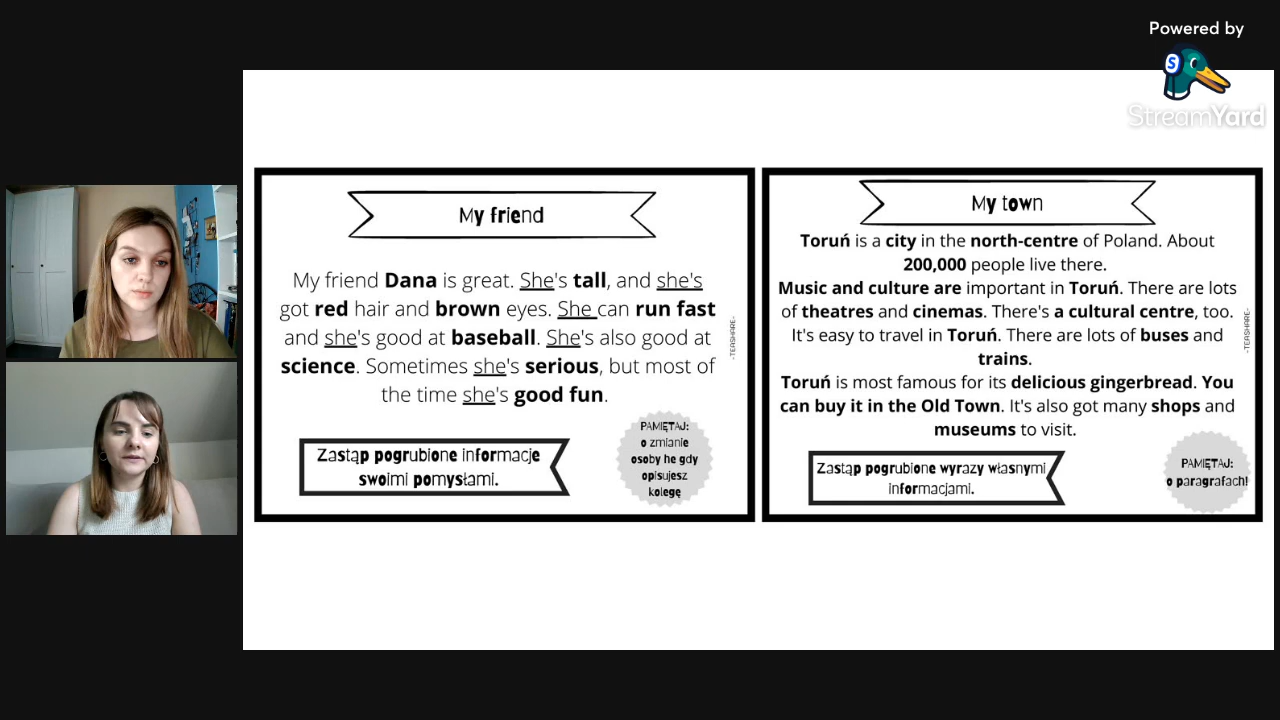 Powered by
StreamYard
My friend
My friend Dana is great. She's tall, and she's
got red hair and brown eyes. She can run fast
and she's good at baseball. She's also good at
science. Sometimes she's serious, but most of
the time she's good fun.
-TEASHARE-
Zastąp pogrubione informacje
swoimi pomysłami.
PAMIĘTAJ:
o zmianie
osoby he gdy
opisujesz
kolegę
My town
Toruń is a city in the north-centre of Poland. About
200,000 people live there.
Music and culture are important in Toruń. There are lots
of theatres and cinemas. There's a cultural centre, too.
It's easy to travel in Toruń. There are lots of buses and
trains.
Toruń is most famous for its delicious gingerbread. You
can buy it in the Old Town. It's also got many shops and
museums to visit.
-TEASHARE-
Zastąp pogrubione wyrazy własnymi
informacjami.
PAMIĘTAJ:
o paragrafach!